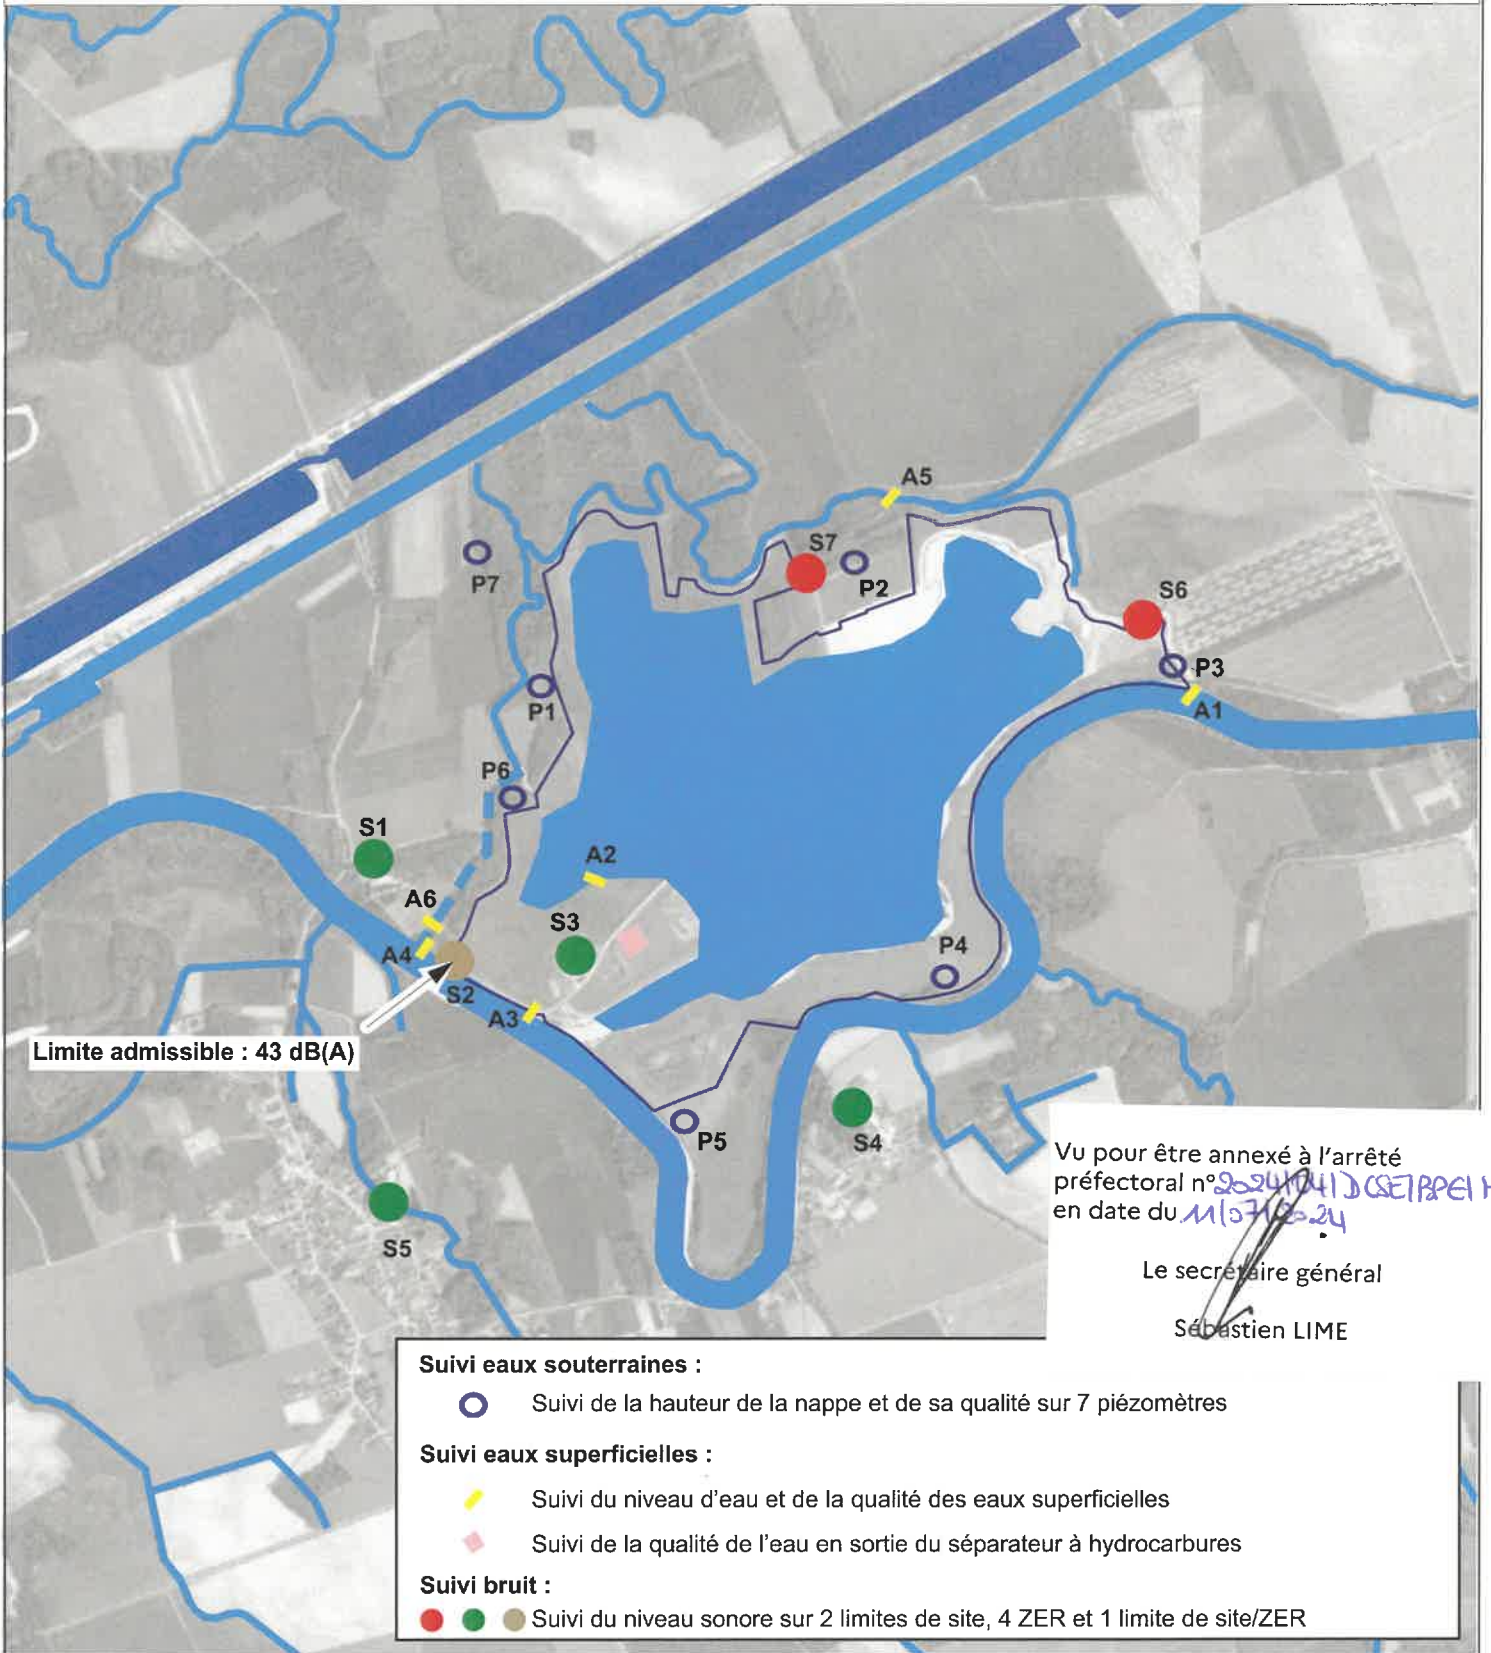 A5
S7
P7
P2
S6
P3
P1
A1
P6
S1
A2
A6
S3
P4
A4
S2
A3
Limite admissible : 43 dB(A)
P5
S4
Vu pour être annexé à l'arrêté
préfectoral n°
en date du 11/07/2024
S5
Le secrétaire général
Sébastien LIME
Suivi eaux souterraines :
Suivi de la hauteur de la nappe et de sa qualité sur 7 piézomètres
Suivi eaux superficielles :
Suivi du niveau d'eau et de la qualité des eaux superficielles
Suivi de la qualité de l'eau en sortie du séparateur à hydrocarbures
Suivi bruit :
Suivi du niveau sonore sur 2 limites de site, 4 ZER et 1 limite de site/ZER